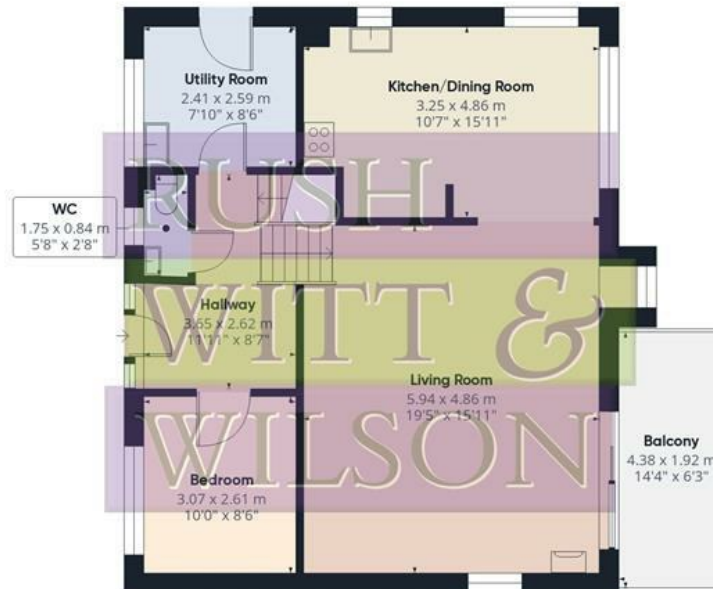 Utility Room
2.41 x 2.59 m
7'10" x 8'6"
Kitchen/Dining Room
3.25 x 4.86 m
10'7" x 15'11"
RUSH
WC
1.75 x 0.84 m
5'8" x 2'8"
WITT &
Hallway
3.65 x 2.62 m
11'11" x 8'7"
Living Room
5.94 x 4.86 m
19'5" x 15'11"
WILSON
Bedroom
3.07 x 2.61 m
10'0" x 8'6"
Balcony
4.38 x 1.92 m
14'4" x 6'3"